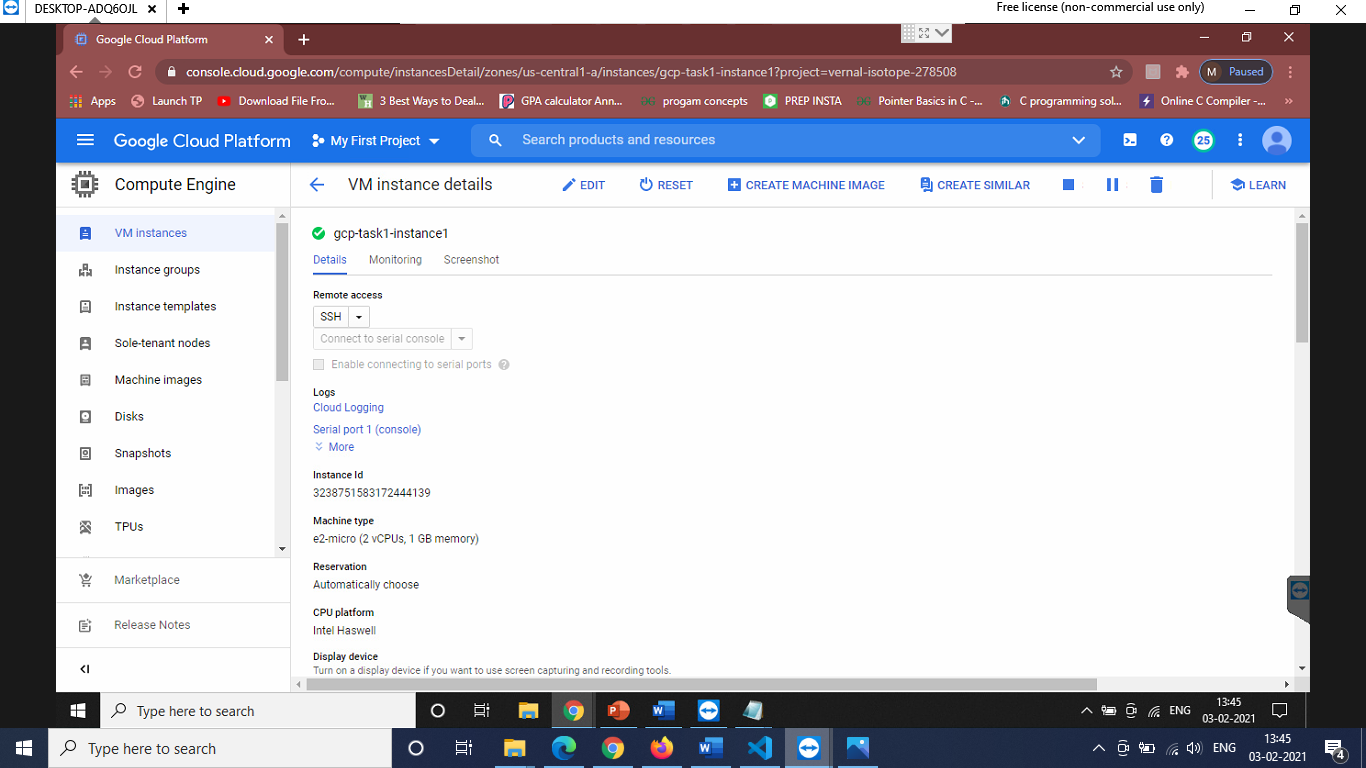 DESKTOP-ADQ6OJL
Free license (non-commercial use only)
Google Cloud Platform
console.cloud.google.com/compute/instancesDetail/zones/us-central1-a/instances/gcp-task1-instance1?project=vernal-isotope-278508
M Paused
Apps Launch TP Download File Fro... 3 Best Ways to Deal... GPA calculator Ann... progam concepts PREP INSTA Pointer Basics in C -... C programming sol... Online C Compiler -... »
Google Cloud Platform My First Project Search products and resources 25
Compute Engine VM instance details EDIT RESET CREATE MACHINE IMAGE CREATE SIMILAR LEARN
VM instances
Instance groups
Instance templates
Sole-tenant nodes
Machine images
Disks
Snapshots
Images
TPUs
Marketplace
Release Notes
gcp-task1-instance1
Details Monitoring Screenshot
Remote access
SSH
Connect to serial console
Enable connecting to serial ports
Logs
Cloud Logging
Serial port 1 (console)
More
Instance Id
3238751583172444139
Machine type
e2-micro (2 vCPUs, 1 GB memory)
Reservation
Automatically choose
CPU platform
Intel Haswell
Display device
Turn on a display device if you want to use screen capturing and recording tools.
Type here to search ENG 13:45
03-02-2021
Type here to search ENG 13:45
03-02-2021 4